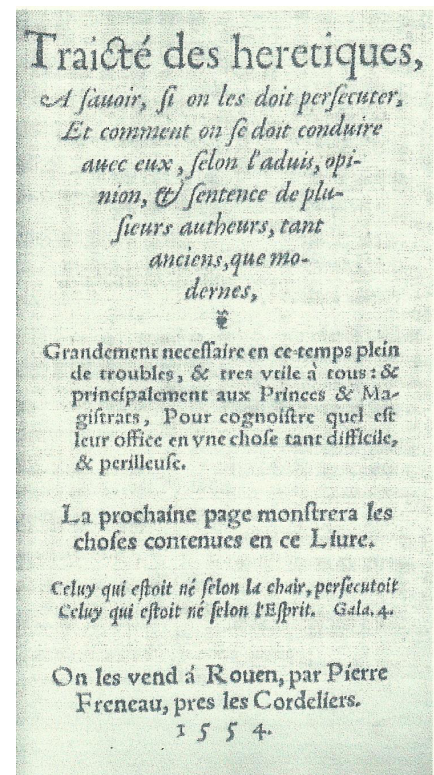 Traicté des heretiques,
A ſauoir, ſi on les doit perſecuter,
Et comment on ſe doit conduire
auec eux, ſelon l'aduis, opi-
nion, & ſentence de plu-
ſieurs autheurs, tant
anciens, que mo-
dernes,
❦
Grandement neceſſaire en ce temps plein
de troubles, & tres vtile à tous: &
principalement aux Princes & Ma-
giſtrats, Pour cognoiſtre quel eſt
leur office en vne choſe tant difficile,
& perilleuſe.
La prochaine page monſtrera les
choſes contenues en ce Liure.
Celuy qui eſtoit né ſelon la chair, perſecutoit
Celuy qui eſtoit né ſelon l'Eſprit. Gala. 4.
On les vend á Rouen, par Pierre
Freneau, pres les Cordeliers.
1554.